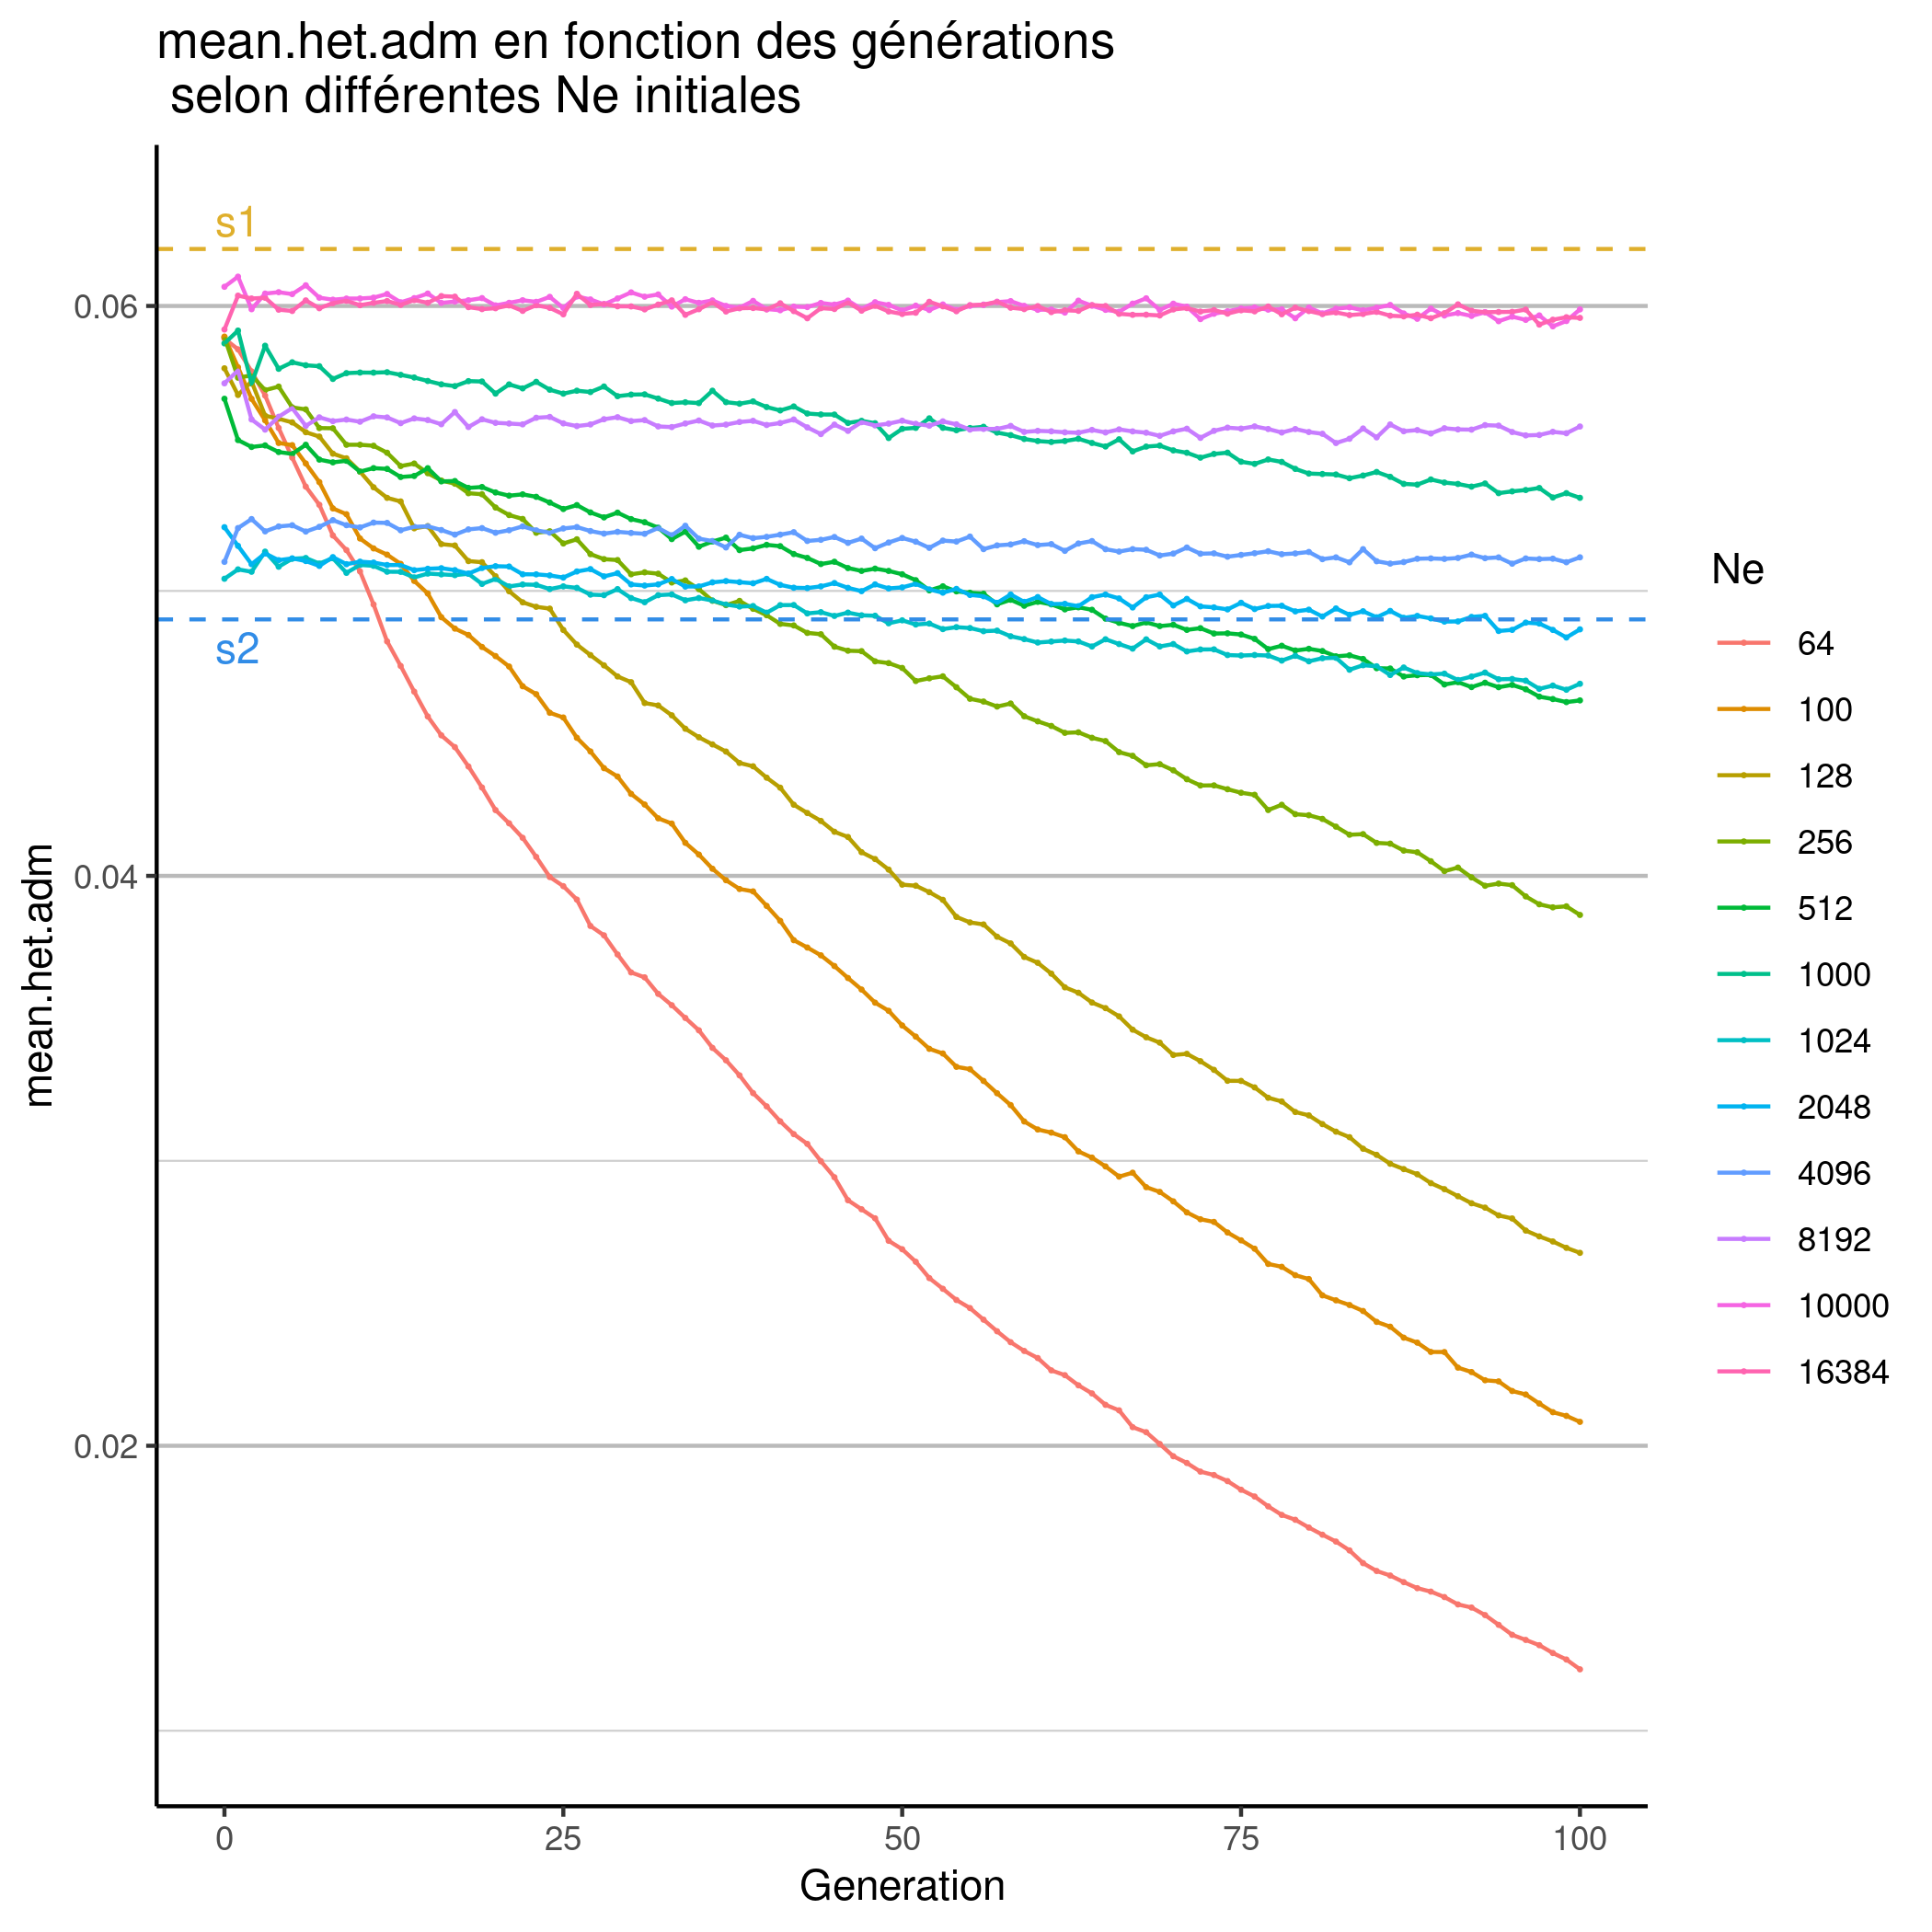 mean.het.adm en fonction des générations
selon différentes Ne initiales
s1
0.06
s2
0.04
0.02
mean.het.adm
0 25 50 75 100
Generation
Ne
64
100
128
256
512
1000
1024
2048
4096
8192
10000
16384